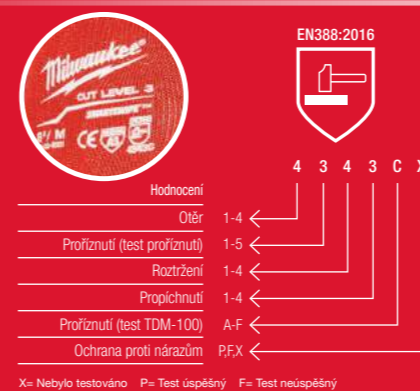 Milwaukee
CUT LEVEL 3
EN388:2016
4 3 4 3 C X
Hodnocení
Otěr 1-4
Proříznutí (test proříznutí) 1-5
Roztržení 1-4
Propíchnutí 1-4
Proříznutí (test TDM-100) A-F
Ochrana proti nárazům P,F,X
X= Nebylo testováno P= Test úspěšný F= Test neúspěšný